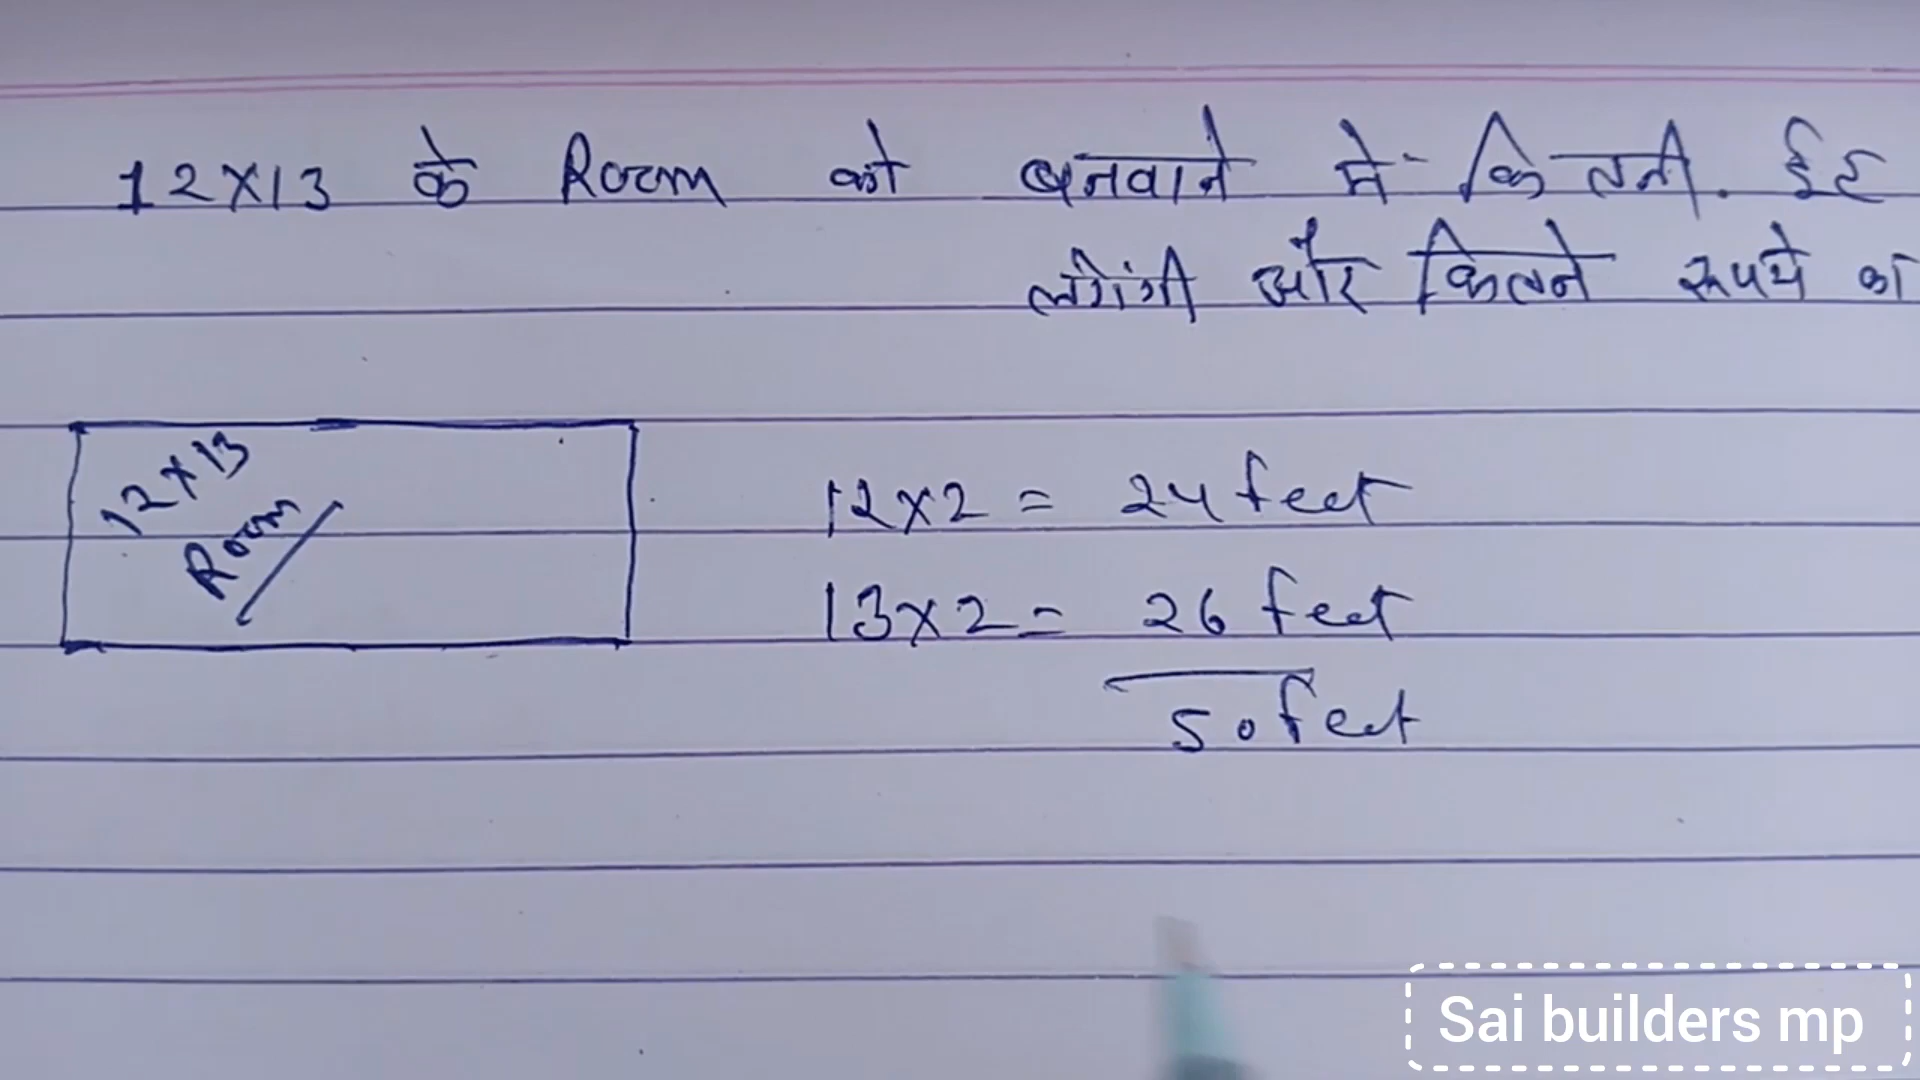 12x13 के Room को बनवाने में कितनी ईट
लगेंगी और कितने रूपये का
12x13
Room
12x2 = 24 feet
13x2 = 26 feet
50 feet
Sai builders mp